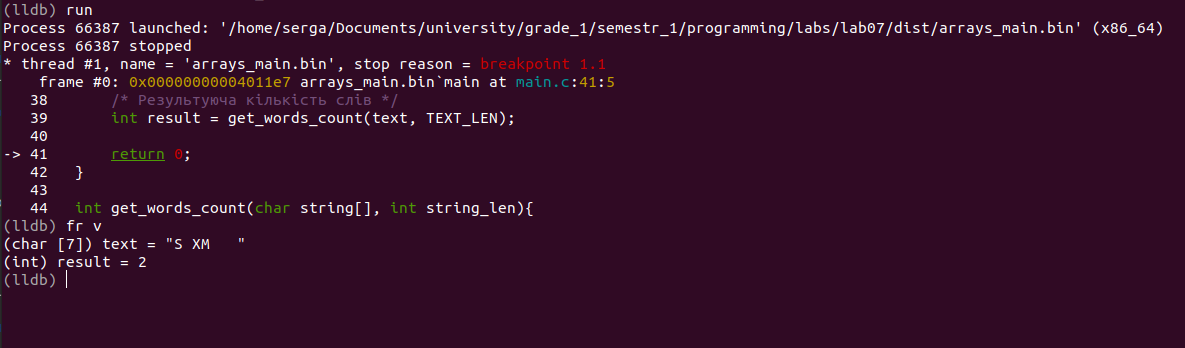 (lldb) run
Process 66387 launched: '/home/serga/Documents/university/grade_1/semestr_1/programming/labs/lab07/dist/arrays_main.bin' (x86_64)
Process 66387 stopped
* thread #1, name = 'arrays_main.bin', stop reason = breakpoint 1.1
    frame #0: 0x00000000004011e7 arrays_main.bin`main at main.c:41:5
   38       /* Результуюча кількість слів */
   39       int result = get_words_count(text, TEXT_LEN);
   40
-> 41       return 0;
   42   }
   43
   44   int get_words_count(char string[], int string_len){
(lldb) fr v
(char [7]) text = "S XM   "
(int) result = 2
(lldb)